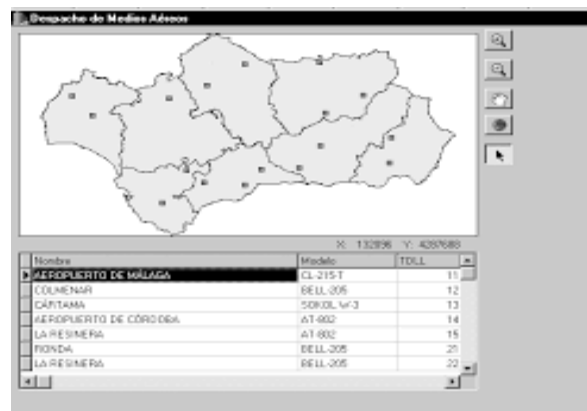 Despacho de Medios Aéreos
X: 132096 Y: 4287688
Nombre Modelo TDLL
AEROPUERTO DE MÁLAGA CL-215-T 11
COLMENAR BELL-205 12
CÁRTAMA SOKOL W-3 13
AEROPUERTO DE CÓRDOBA AT-802 14
LA RESINERA AT-802 15
RONDA BELL-205 21
LA RESINERA BELL-205 22